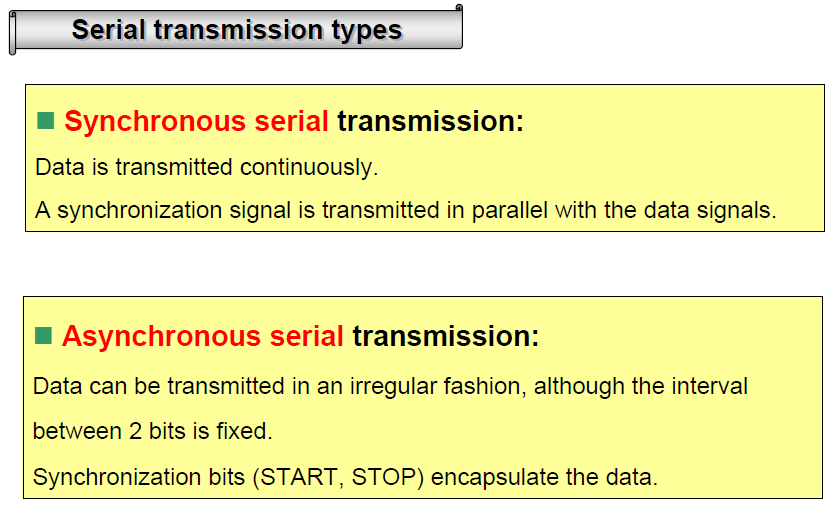 Serial transmission types
Synchronous serial transmission:
Data is transmitted continuously.
A synchronization signal is transmitted in parallel with the data signals.
Asynchronous serial transmission:
Data can be transmitted in an irregular fashion, although the interval
between 2 bits is fixed.
Synchronization bits (START, STOP) encapsulate the data.